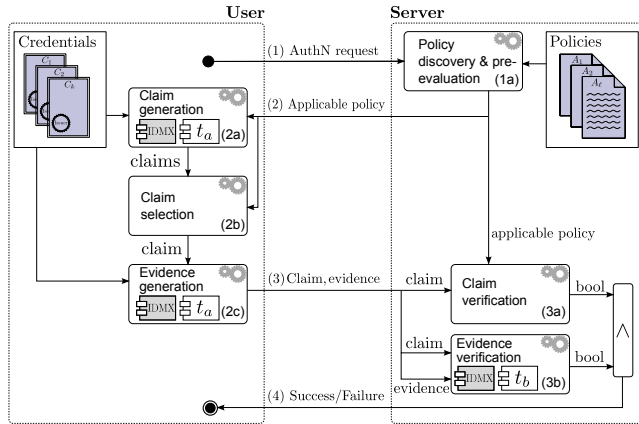 User
Server
Credentials
C1
C2
Ck
(1) AuthN request
Policy
discovery & pre-
evaluation
(1a)
Policies
A1
A2
Aℓ
Claim
generation
IDMX
ta
(2a)
(2) Applicable policy
claims
Claim
selection
(2b)
claim
applicable policy
Evidence
generation
IDMX
ta
(2c)
(3) Claim, evidence
claim
Claim
verification
(3a)
bool
∧
claim
evidence
Evidence
verification
IDMX
tb
(3b)
bool
(4) Success/Failure